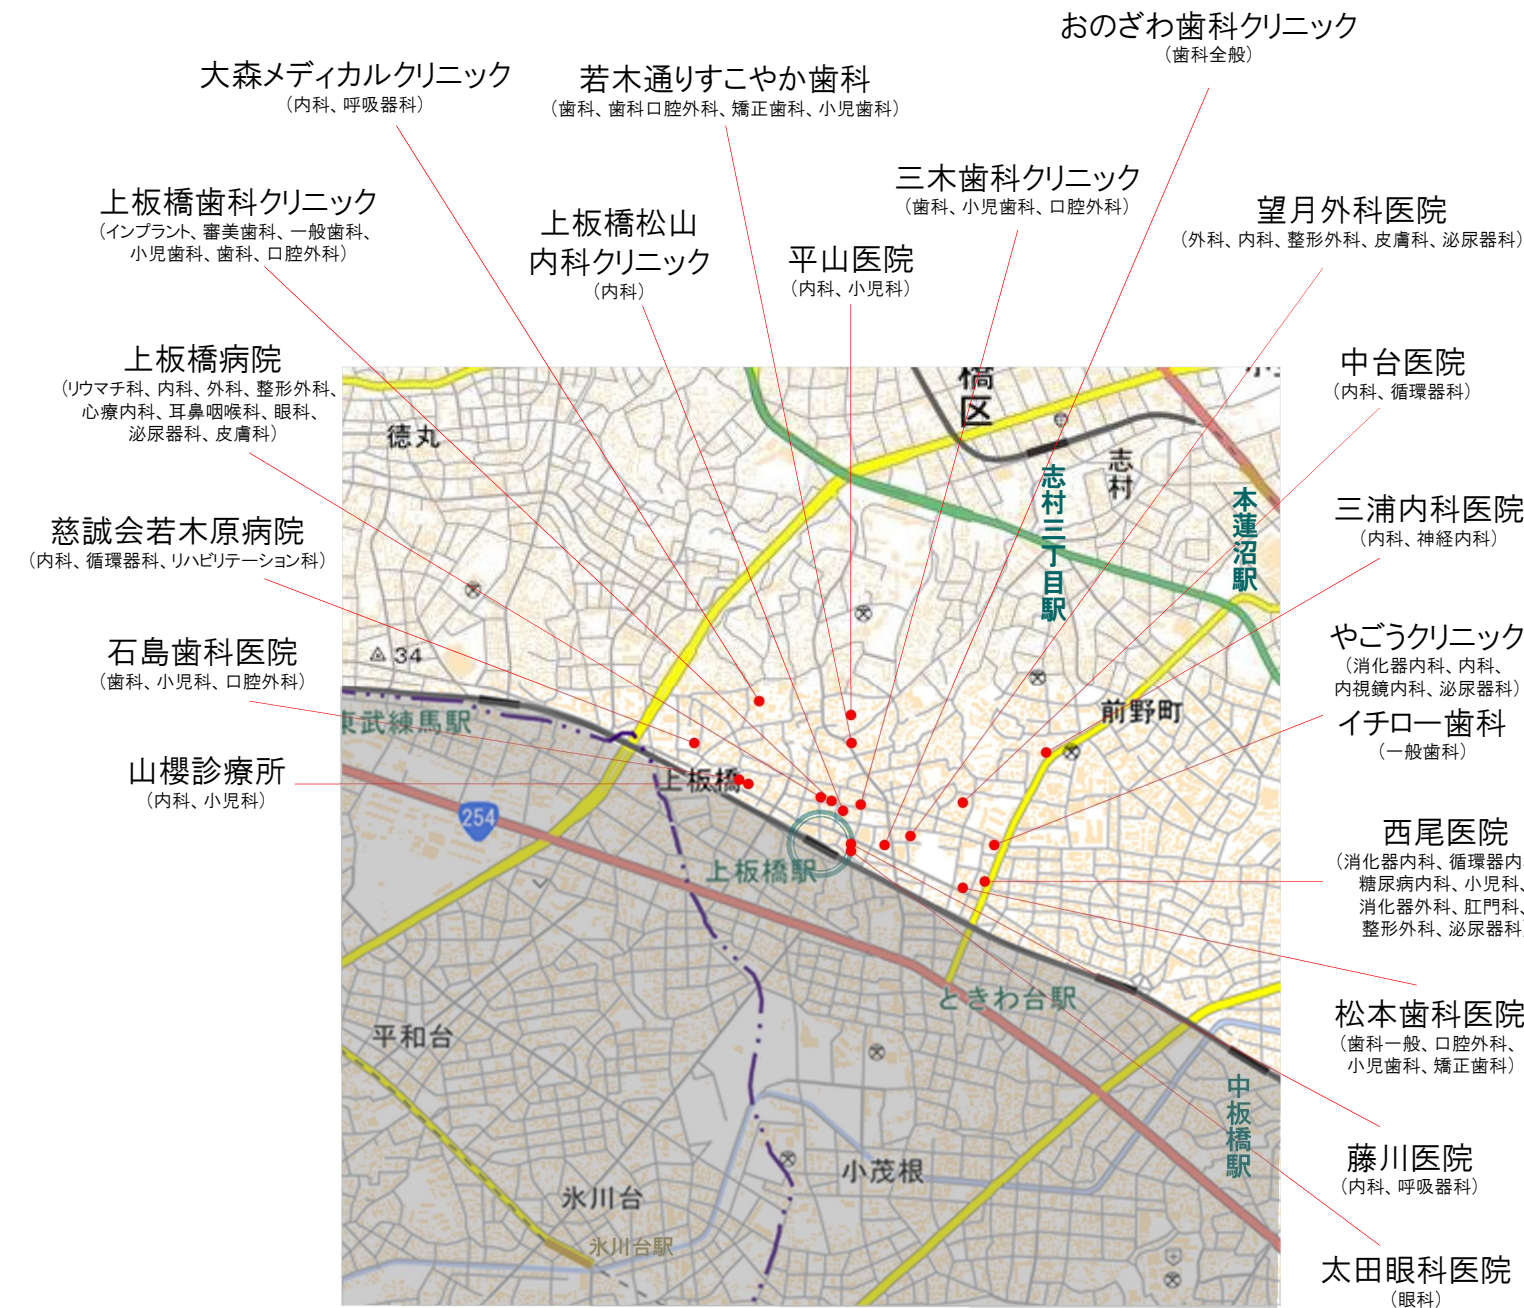 おのざわ歯科クリニック
（歯科全般）
大森メディカルクリニック
（内科、呼吸器科）
若木通りすこやか歯科
（歯科、歯科口腔外科、矯正歯科、小児歯科）
三木歯科クリニック
（歯科、小児歯科、口腔外科）
上板橋歯科クリニック
（インプラント、審美歯科、一般歯科、
小児歯科、歯科、口腔外科）
上板橋松山
内科クリニック
（内科）
平山医院
（内科、小児科）
望月外科医院
（外科、内科、整形外科、皮膚科、泌尿器科）
上板橋病院
（リウマチ科、内科、外科、整形外科、
心療内科、耳鼻咽喉科、眼科、
泌尿器科、皮膚科）
中台医院
（内科、循環器科）
慈誠会若木原病院
（内科、循環器科、リハビリテーション科）
三浦内科医院
（内科、神経内科）
石島歯科医院
（歯科、小児科、口腔外科）
やごうクリニック
（消化器内科、内科、
内視鏡内科、泌尿器科）
イチロー歯科
（一般歯科）
山櫻診療所
（内科、小児科）
西尾医院
（消化器内科、循環器内
糖尿病内科、小児科、
消化器外科、肛門科、
整形外科、泌尿器科）
松本歯科医院
（歯科一般、口腔外科、
小児歯科、矯正歯科）
藤川医院
（内科、呼吸器科）
太田眼科医院
（眼科）
橋区
徳丸
志村
志村三丁目駅
本蓮沼駅
34
東武練馬駅
前野町
上板橋
254
上板橋駅
ときわ台駅
平和台
中板橋駅
小茂根
氷川台
氷川台駅